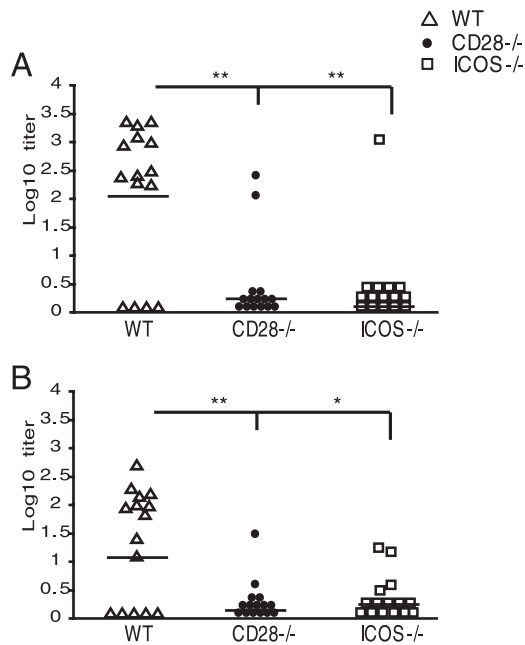 WT
CD28-/-
ICOS-/-
A
** **
Log10 titer
4
3.5
3
2.5
2
1.5
1
0.5
0
WT CD28-/- ICOS-/-
B
** *
Log10 titer
4
3.5
3
2.5
2
1.5
1
0.5
0
WT CD28-/- ICOS-/-